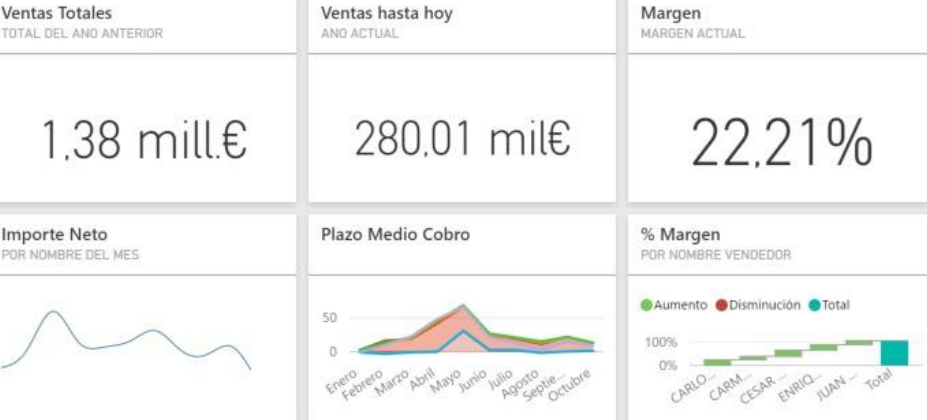 Ventas Totales
TOTAL DEL ANO ANTERIOR
1,38 mill.€
Ventas hasta hoy
ANO ACTUAL
280,01 mil€
Margen
MARGEN ACTUAL
22,21%
Importe Neto
POR NOMBRE DEL MES
Plazo Medio Cobro
50
0
Enero
Febrero
Marzo
Abril
Mayo
Junio
Julio
Agosto
Septie...
Octubre
% Margen
POR NOMBRE VENDEDOR
Aumento Disminución Total
100%
0%
CARLO...
CARM...
CESAR ...
ENRIQ...
JUAN ...
Total